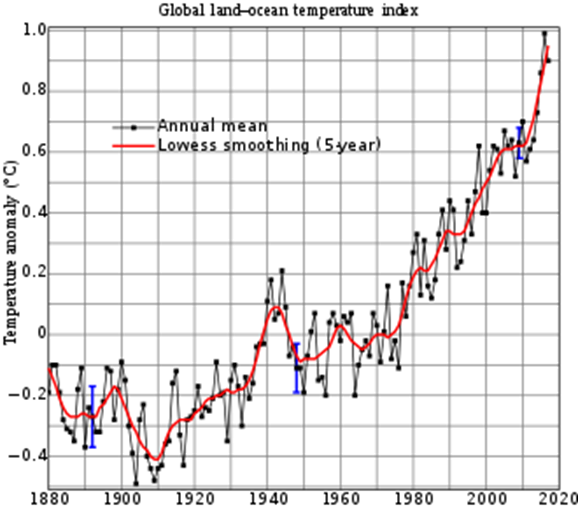 Global land–ocean temperature index
Temperature anomaly (°C)
1.0
0.8
0.6
0.4
0.2
0
−0.2
−0.4
Annual mean
Lowess smoothing (5-year)
1880 1900 1920 1940 1960 1980 2000 2020